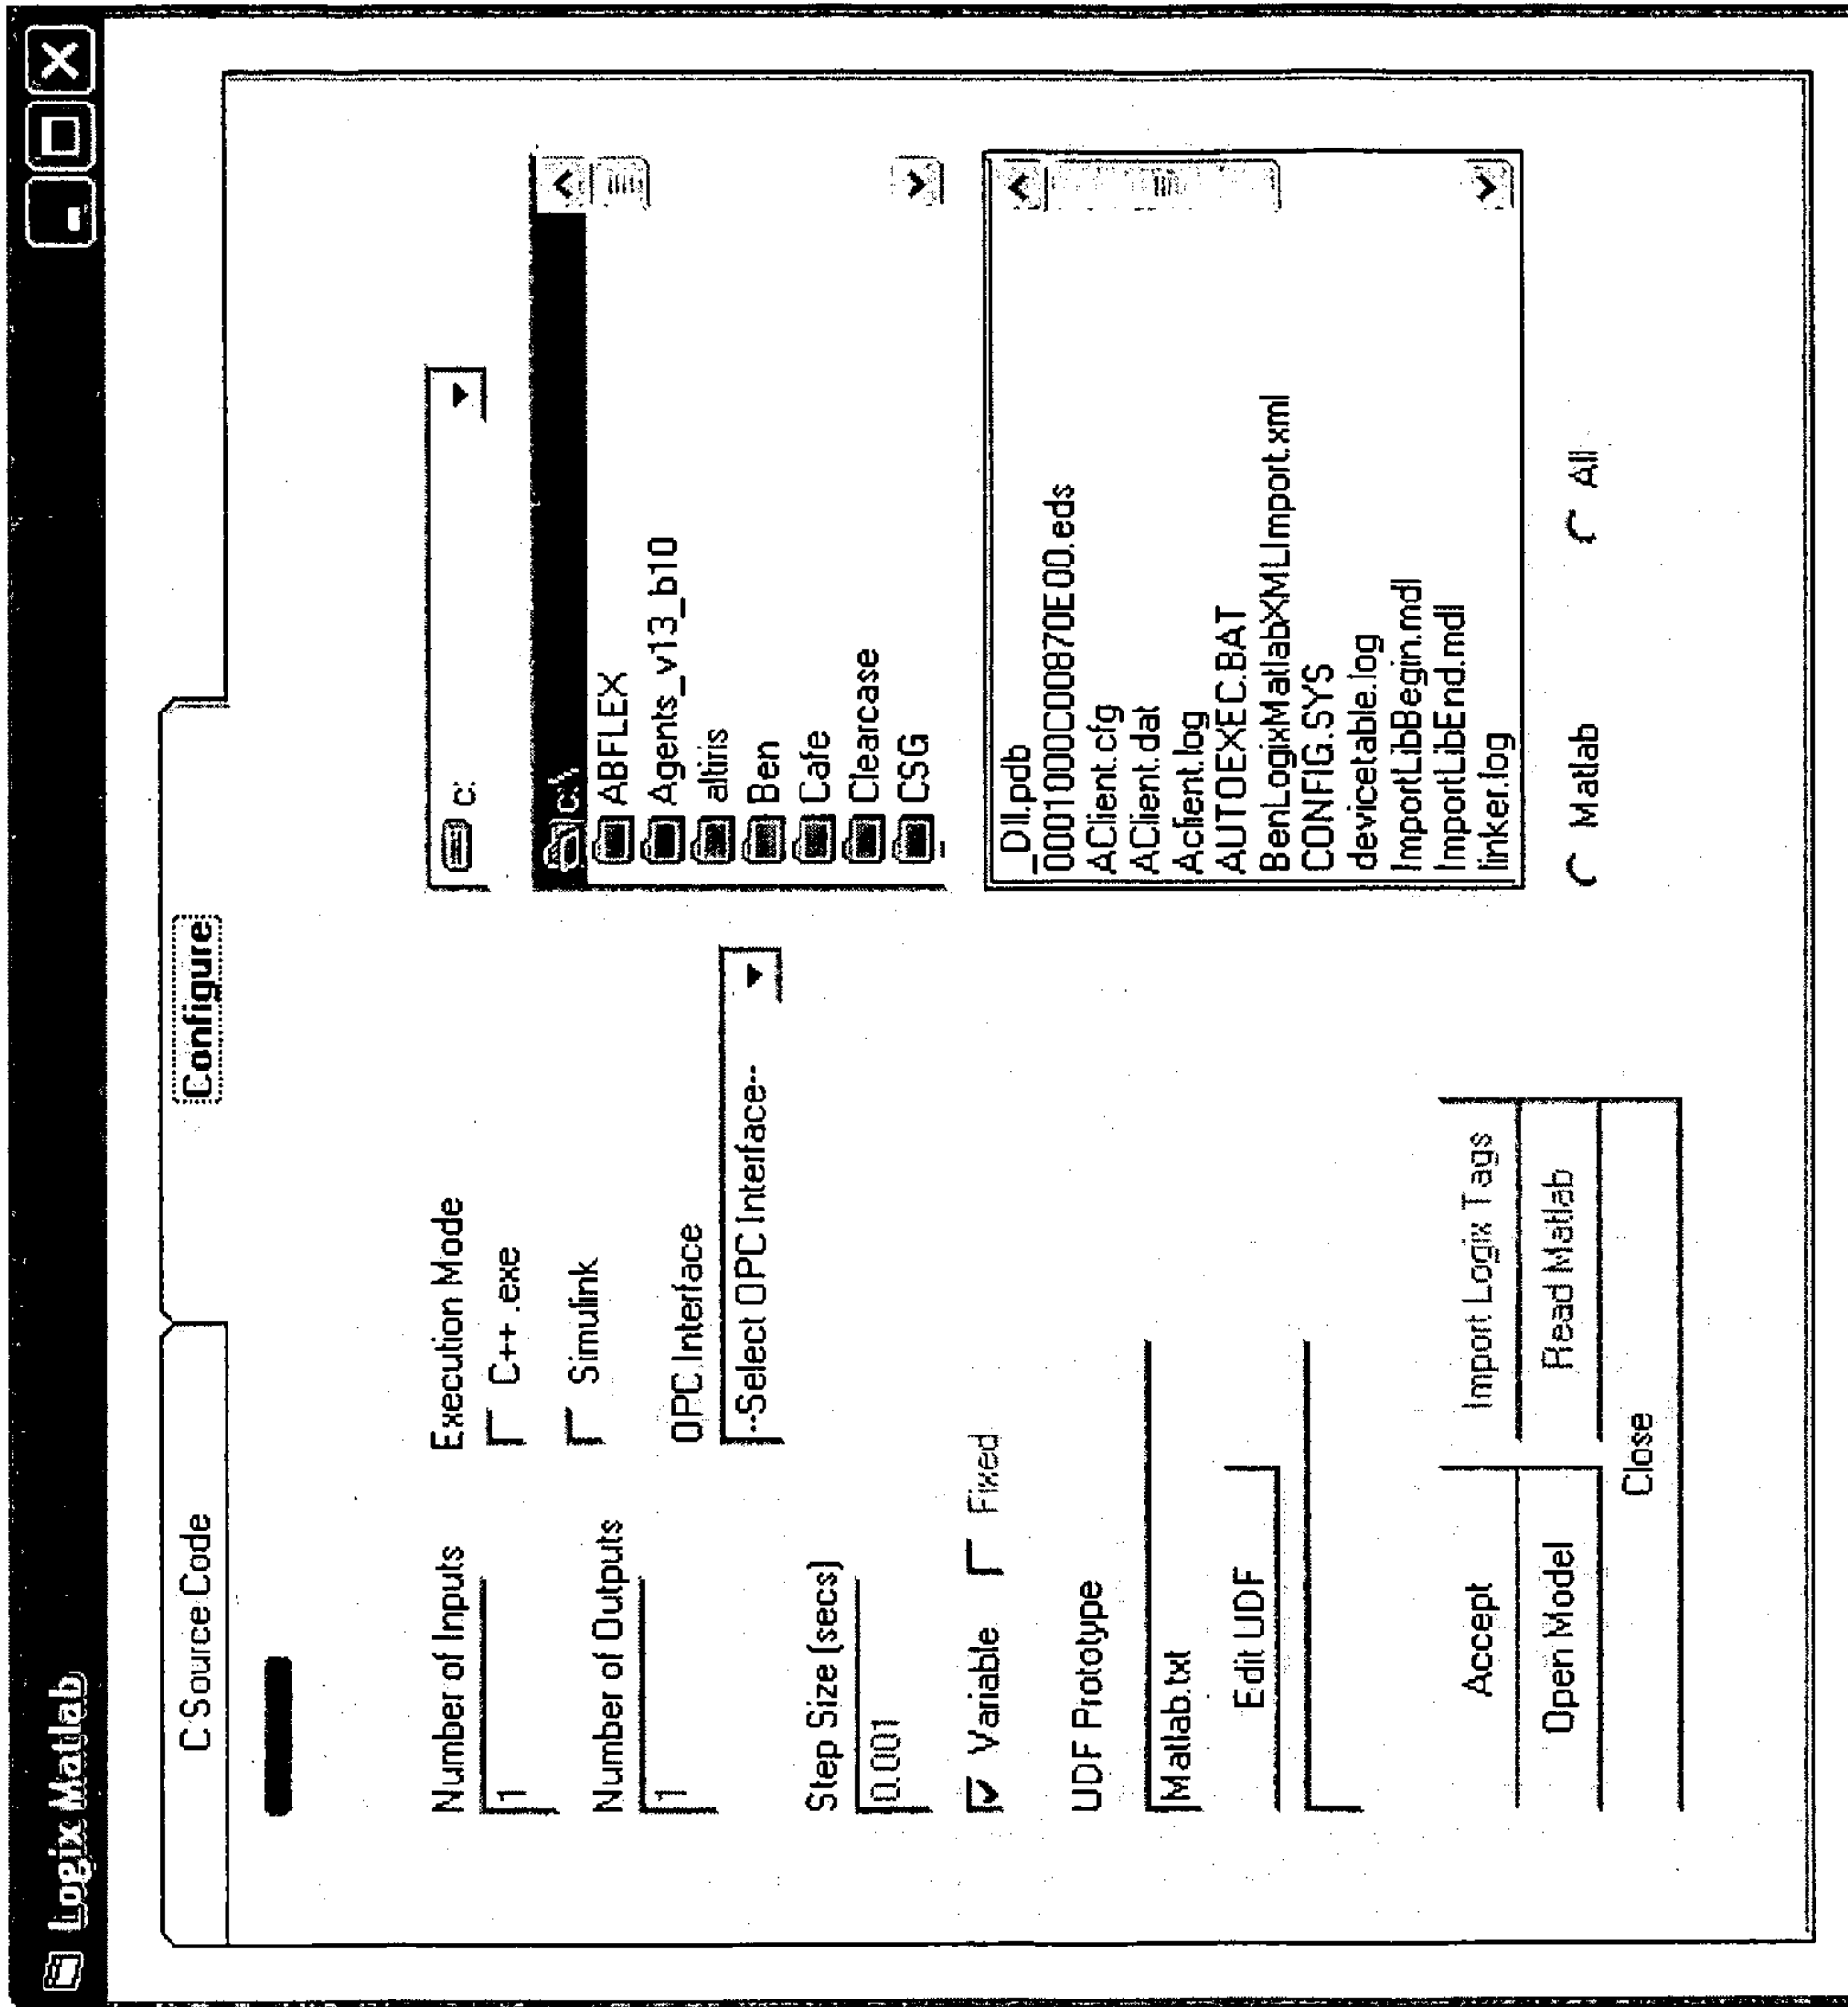 Logix Matlab
C Source Code
Configure
Number of Inputs
1
Number of Outputs
1
Step Size (secs)
0.001
Variable
Fixed
UDF Prototype
Matlab.txt
Edit UDF
Accept
Import Logix Tags
Open Model
Read Matlab
Close
Execution Mode
C++ .exe
Simulink
OPC Interface
--Select OPC Interface--
c:
c:\
ABFLEX
Agents_v13_b10
altiris
Ben
Cafe
Clearcase
CSG
_Dll.pdb
0001000CD0870E00.eds
AClient.cfg
AClient.dat
Aclient.log
AUTOEXEC.BAT
BenLogixMatlabXMLImport.xml
CONFIG.SYS
devicetable.log
ImportLibBegin.mdl
ImportLibEnd.mdl
linker.log
Matlab
All